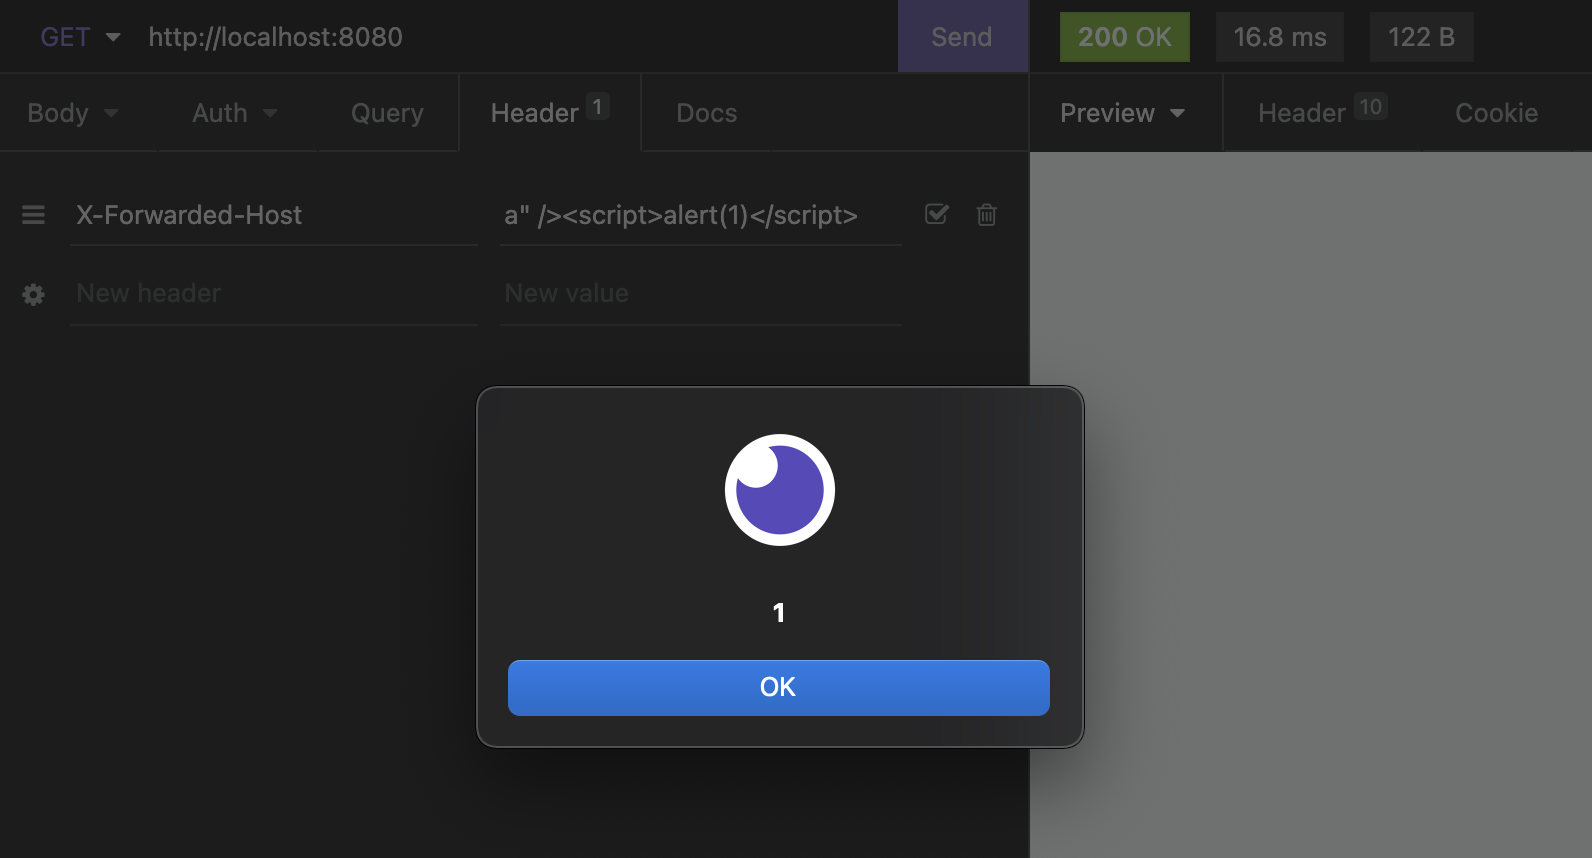 GET http://localhost:8080 Send 200 OK 16.8 ms 122 B
Body Auth Query Header 1 Docs Preview Header 10 Cookie
X-Forwarded-Host a" /><script>alert(1)</script>
New header New value
1
OK